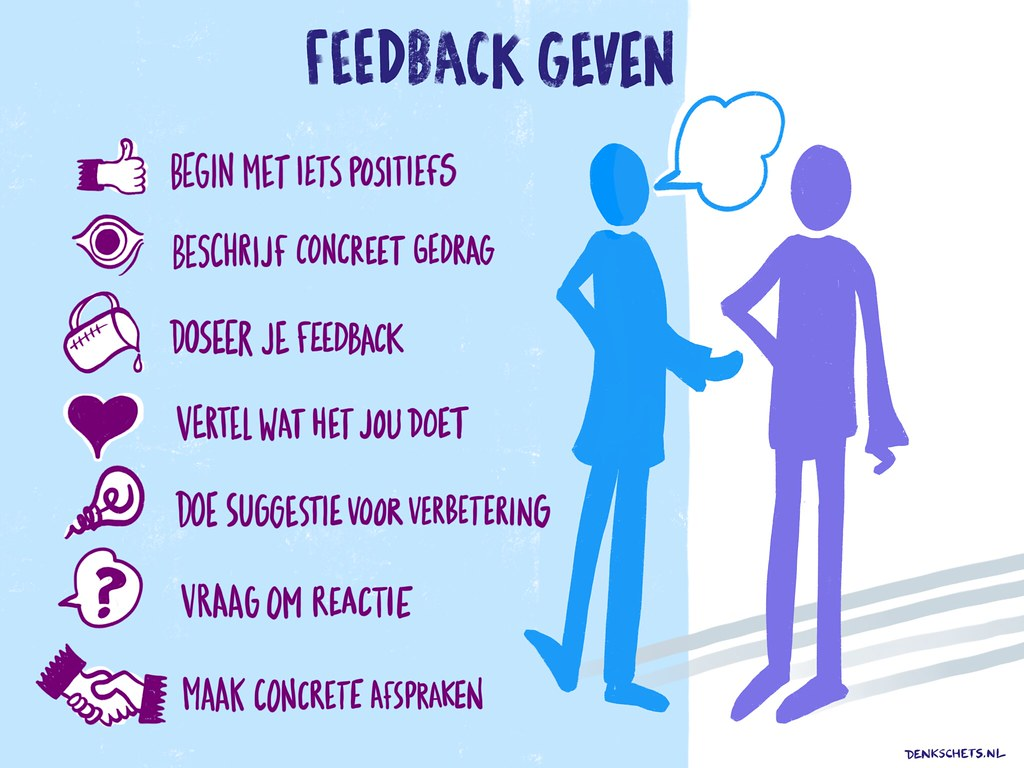 FEEDBACK GEVEN
BEGIN MET IETS POSITIEFS
BESCHRIJF CONCREET GEDRAG
DOSEER JE FEEDBACK
VERTEL WAT HET JOU DOET
DOE SUGGESTIE VOOR VERBETERING
?
VRAAG OM REACTIE
MAAK CONCRETE AFSPRAKEN
DENKSCHETS.NL